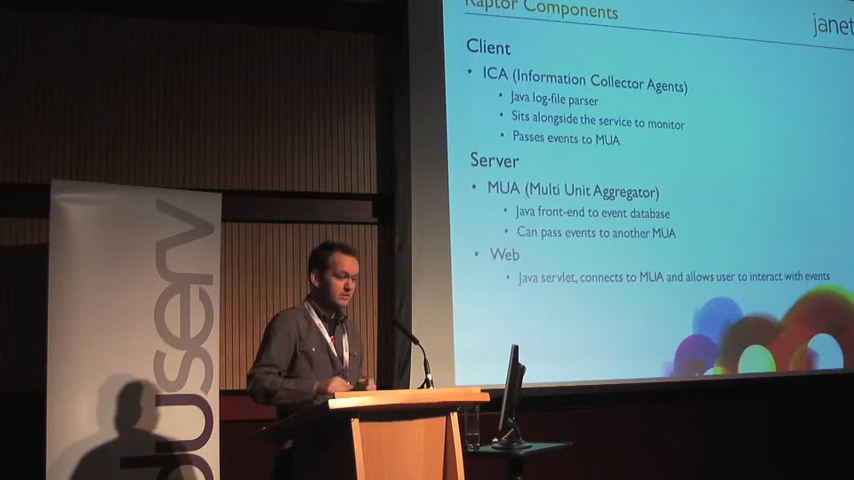 Raptor Components
janet
Client
• ICA (Information Collector Agents)
• Java log-file parser
• Sits alongside the service to monitor
• Passes events to MUA
Server
• MUA (Multi Unit Aggregator)
• Java front-end to event database
• Can pass events to another MUA
• Web
• Java servlet, connects to MUA and allows user to interact with events
duserv